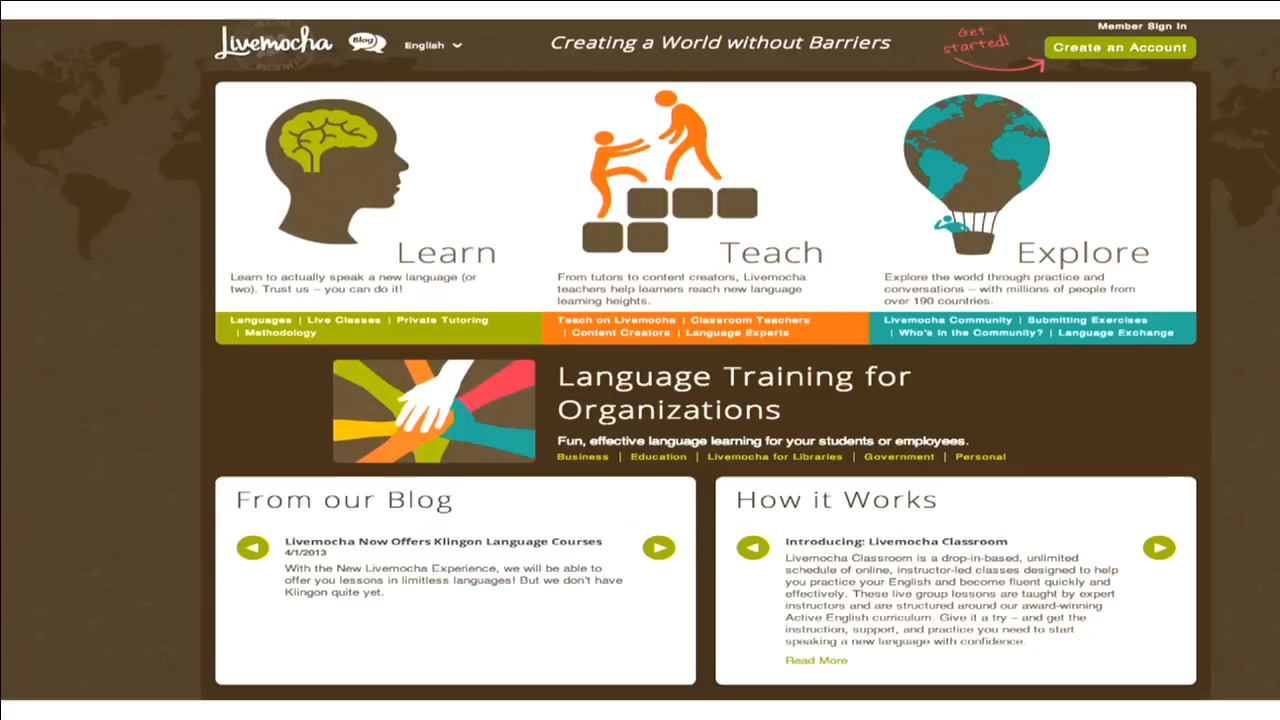 Livemocha
Blog
English
Creating a World without Barriers
Get started!
Member Sign In
Create an Account
Learn
Learn to actually speak a new language (or
two). Trust us – you can do it!
Languages | Live Classes | Private Tutoring
| Methodology
Teach
From tutors to content creators, Livemocha
teachers help learners reach new language
learning heights.
Teach on Livemocha | Classroom Teachers
| Content Creators | Language Experts
Explore
Explore the world through practice and
conversations – with millions of people from
over 190 countries.
Livemocha Community | Submitting Exercises
| Who's in the Community? | Language Exchange
Language Training for
Organizations
Fun, effective language learning for your students or employees.
Business | Education | Livemocha for Libraries | Government | Personal
From our Blog
Livemocha Now Offers Klingon Language Courses
4/1/2013
With the New Livemocha Experience, we will be able to
offer you lessons in limitless languages! But we don't have
Klingon quite yet.
How it Works
Introducing: Livemocha Classroom
Livemocha Classroom is a drop-in-based, unlimited
schedule of online, instructor-led classes designed to help
you practice your English and become fluent quickly and
effectively. These live group lessons are taught by expert
instructors and are structured around our award-winning
Active English curriculum. Give it a try – and get the
instruction, support, and practice you need to start
speaking a new language with confidence.
Read More